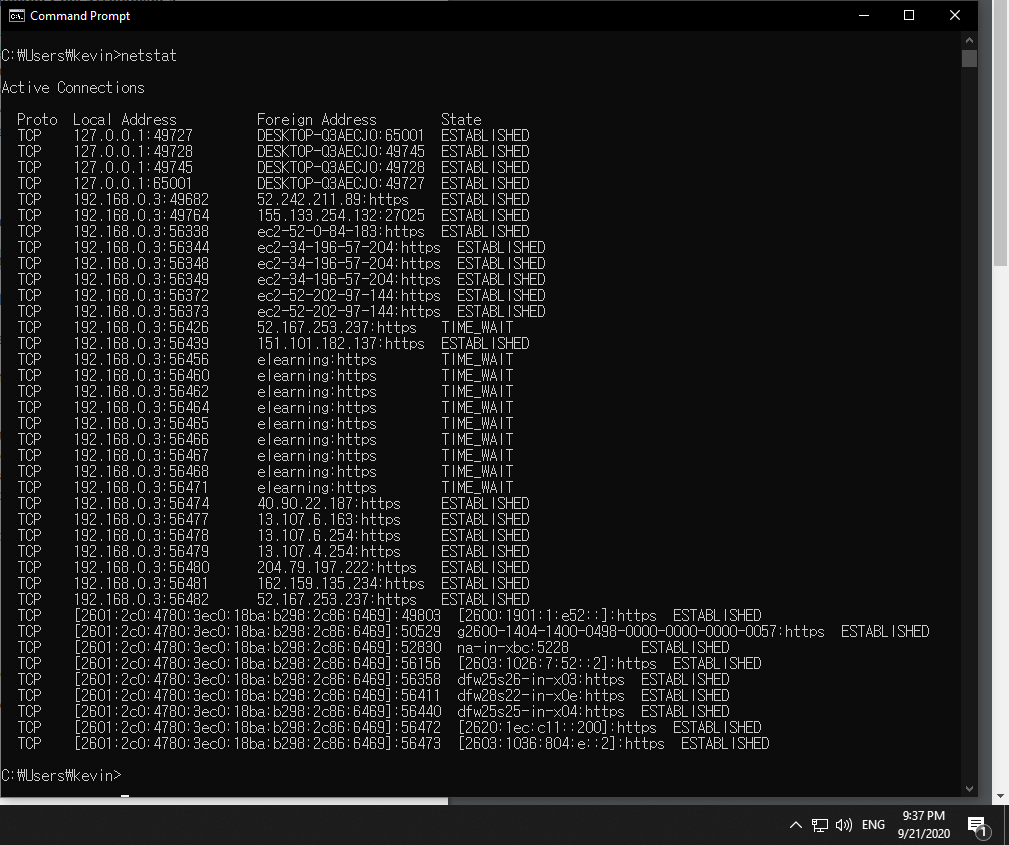 Command Prompt
C:₩Users₩kevin>netstat
Active Connections
Proto  Local Address          Foreign Address        State
TCP    127.0.0.1:49727        DESKTOP-Q3AECJO:65001  ESTABLISHED
TCP    127.0.0.1:49728        DESKTOP-Q3AECJO:49745  ESTABLISHED
TCP    127.0.0.1:49745        DESKTOP-Q3AECJO:49728  ESTABLISHED
TCP    127.0.0.1:65001        DESKTOP-Q3AECJO:49727  ESTABLISHED
TCP    192.168.0.3:49682      52.242.211.89:https    ESTABLISHED
TCP    192.168.0.3:49764      155.133.254.132:27025  ESTABLISHED
TCP    192.168.0.3:56338      ec2-52-0-84-183:https  ESTABLISHED
TCP    192.168.0.3:56344      ec2-34-196-57-204:https  ESTABLISHED
TCP    192.168.0.3:56348      ec2-34-196-57-204:https  ESTABLISHED
TCP    192.168.0.3:56349      ec2-34-196-57-204:https  ESTABLISHED
TCP    192.168.0.3:56372      ec2-52-202-97-144:https  ESTABLISHED
TCP    192.168.0.3:56373      ec2-52-202-97-144:https  ESTABLISHED
TCP    192.168.0.3:56426      52.167.253.237:https   TIME_WAIT
TCP    192.168.0.3:56439      151.101.182.137:https  ESTABLISHED
TCP    192.168.0.3:56456      elearning:https        TIME_WAIT
TCP    192.168.0.3:56460      elearning:https        TIME_WAIT
TCP    192.168.0.3:56462      elearning:https        TIME_WAIT
TCP    192.168.0.3:56464      elearning:https        TIME_WAIT
TCP    192.168.0.3:56465      elearning:https        TIME_WAIT
TCP    192.168.0.3:56466      elearning:https        TIME_WAIT
TCP    192.168.0.3:56467      elearning:https        TIME_WAIT
TCP    192.168.0.3:56468      elearning:https        TIME_WAIT
TCP    192.168.0.3:56471      elearning:https        TIME_WAIT
TCP    192.168.0.3:56474      40.90.22.187:https     ESTABLISHED
TCP    192.168.0.3:56477      13.107.6.163:https     ESTABLISHED
TCP    192.168.0.3:56478      13.107.6.254:https     ESTABLISHED
TCP    192.168.0.3:56479      13.107.4.254:https     ESTABLISHED
TCP    192.168.0.3:56480      204.79.197.222:https   ESTABLISHED
TCP    192.168.0.3:56481      162.159.135.234:https  ESTABLISHED
TCP    192.168.0.3:56482      52.167.253.237:https   ESTABLISHED
TCP    [2601:2c0:4780:3ec0:18ba:b298:2c86:6469]:49803  [2600:1901:1:e52::]:https  ESTABLISHED
TCP    [2601:2c0:4780:3ec0:18ba:b298:2c86:6469]:50529  g2600-1404-1400-0498-0000-0000-0000-0057:https  ESTABLISHED
TCP    [2601:2c0:4780:3ec0:18ba:b298:2c86:6469]:52830  na-in-xbc:5228         ESTABLISHED
TCP    [2601:2c0:4780:3ec0:18ba:b298:2c86:6469]:56156  [2603:1026:7:52::2]:https  ESTABLISHED
TCP    [2601:2c0:4780:3ec0:18ba:b298:2c86:6469]:56358  dfw25s26-in-x03:https  ESTABLISHED
TCP    [2601:2c0:4780:3ec0:18ba:b298:2c86:6469]:56411  dfw28s22-in-x0e:https  ESTABLISHED
TCP    [2601:2c0:4780:3ec0:18ba:b298:2c86:6469]:56440  dfw25s25-in-x04:https  ESTABLISHED
TCP    [2601:2c0:4780:3ec0:18ba:b298:2c86:6469]:56472  [2620:1ec:c11::200]:https  ESTABLISHED
TCP    [2601:2c0:4780:3ec0:18ba:b298:2c86:6469]:56473  [2603:1036:804:e::2]:https  ESTABLISHED
C:₩Users₩kevin>
ENG
9:37 PM
9/21/2020
1